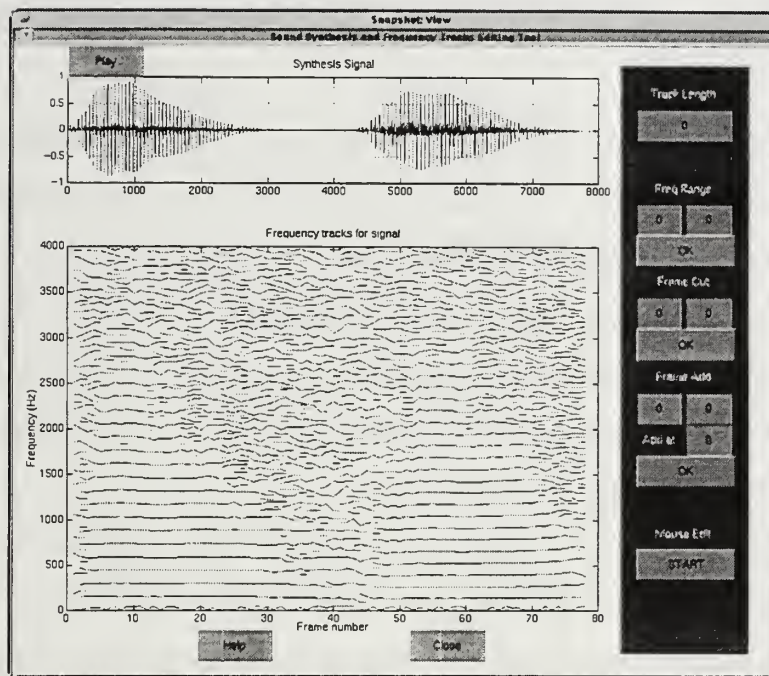 Snapshot: View
Sound Synthesis and Frequency Tracks Editing Tool
Play
Synthesis Signal
1
0.5
0
-0.5
-1
0 1000 2000 3000 4000 5000 6000 7000 8000
Frequency tracks for signal
4000
3500
3000
2500
2000
1500
1000
500
0
Frequency (Hz)
0 10 20 30 40 50 60 70 80
Frame number
Help
Close
Track Length
0
Freq Range
0 0
OK
Frame Cut
0 0
OK
Frame Add
0 0
Add at 0
OK
Mouse Edit
START